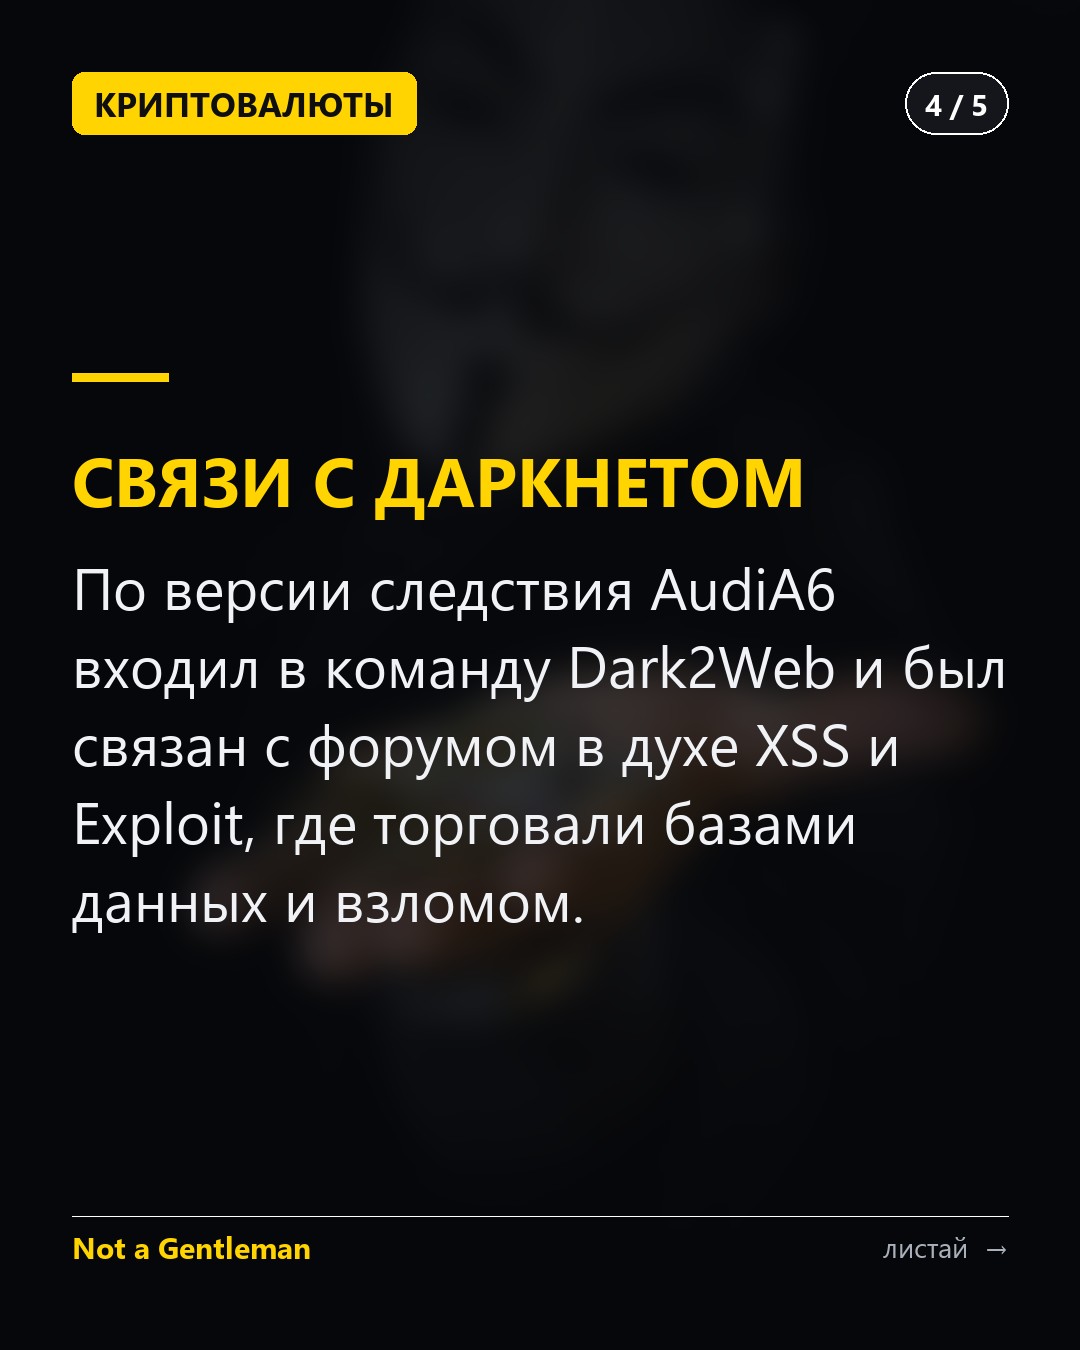 КРИПТОВАЛЮТЫ
4 / 5
СВЯЗИ С ДАРКНЕТОМ
По версии следствия AudiA6
входил в команду Dark2Web и был
связан с форумом в духе XSS и
Exploit, где торговали базами
данных и взломом.
Not a Gentleman
листай →